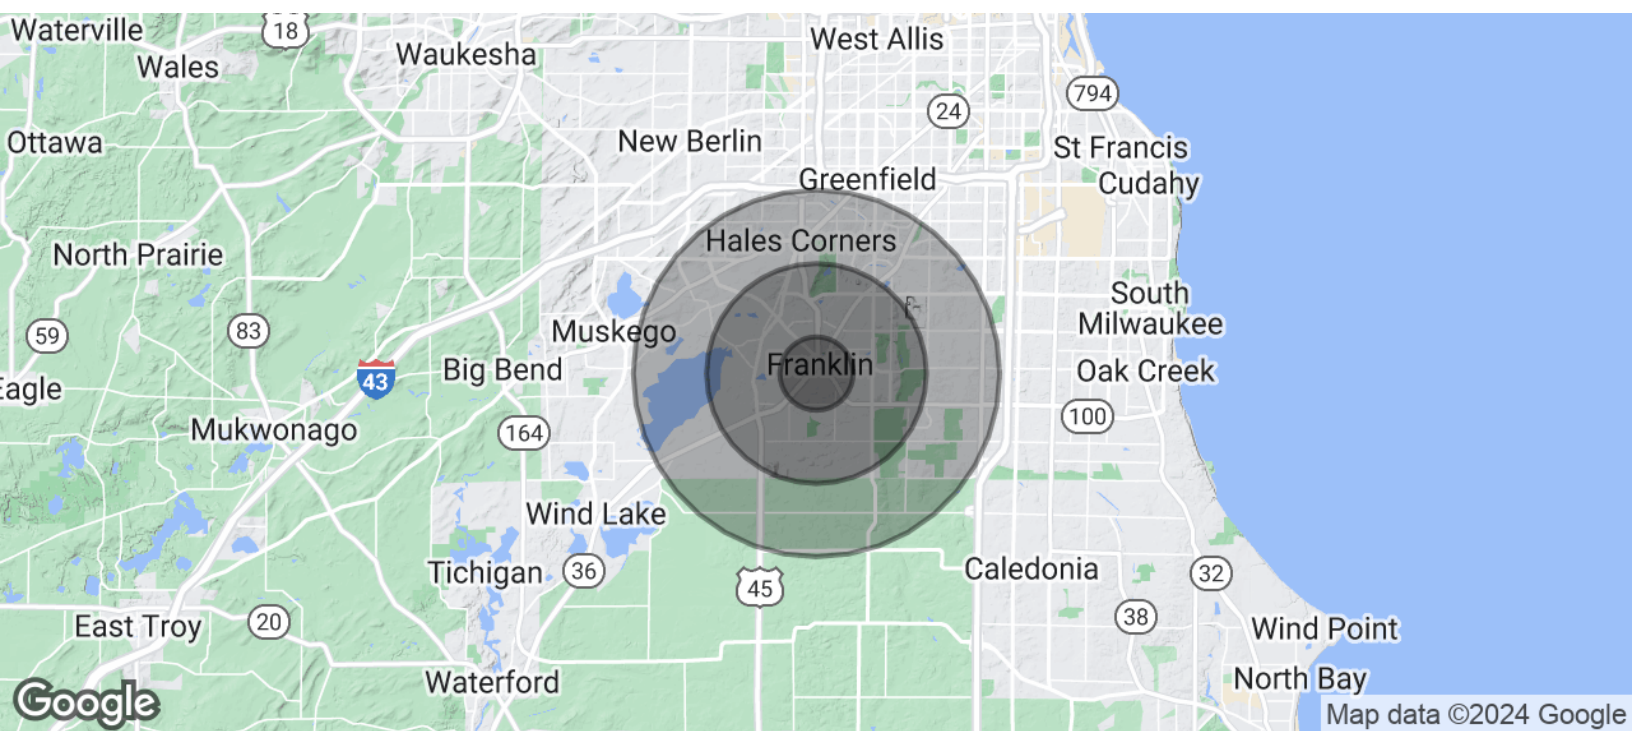 Waterville
18
Waukesha
West Allis
Wales
794
24
Ottawa
New Berlin
St Francis
Greenfield
Cudahy
Hales Corners
North Prairie
South
Milwaukee
59
83
Muskego
Franklin
Big Bend
43
Oak Creek
Eagle
100
Mukwonago
164
Wind Lake
Tichigan
36
Caledonia
32
45
38
East Troy
20
Wind Point
Waterford
North Bay
Google
Map data ©2024 Google